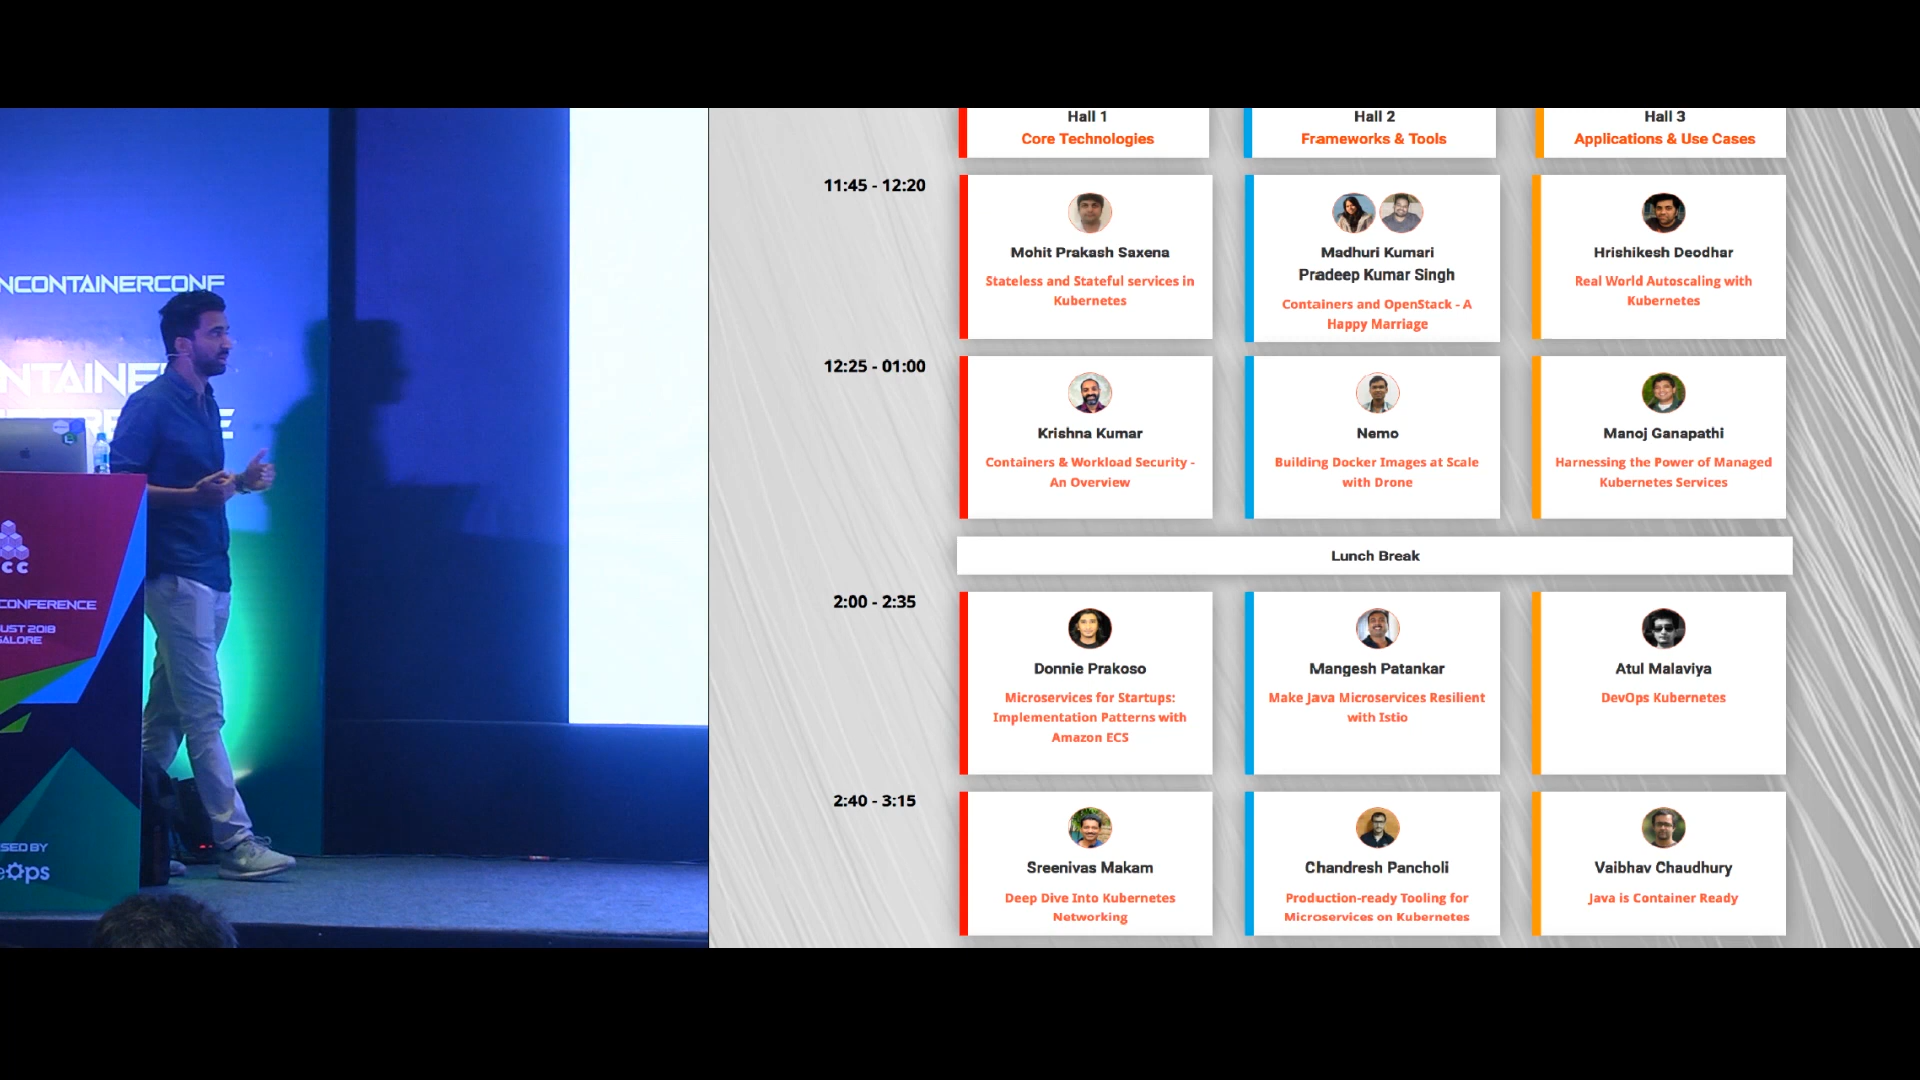 NCONTAINERCONF
NTAINE
CC
CONFERENCE
UST 2018
ALORE
SED BY
eOps
Hall 1
Core Technologies
Hall 2
Frameworks & Tools
Hall 3
Applications & Use Cases
11:45 - 12:20
Mohit Prakash Saxena
Stateless and Stateful services in
Kubernetes
Madhuri Kumari
Pradeep Kumar Singh
Containers and OpenStack - A
Happy Marriage
Hrishikesh Deodhar
Real World Autoscaling with
Kubernetes
12:25 - 01:00
Krishna Kumar
Containers & Workload Security -
An Overview
Nemo
Building Docker Images at Scale
with Drone
Manoj Ganapathi
Harnessing the Power of Managed
Kubernetes Services
Lunch Break
2:00 - 2:35
Donnie Prakoso
Microservices for Startups:
Implementation Patterns with
Amazon ECS
Mangesh Patankar
Make Java Microservices Resilient
with Istio
Atul Malaviya
DevOps Kubernetes
2:40 - 3:15
Sreenivas Makam
Deep Dive Into Kubernetes
Networking
Chandresh Pancholi
Production-ready Tooling for
Microservices on Kubernetes
Vaibhav Chaudhury
Java is Container Ready